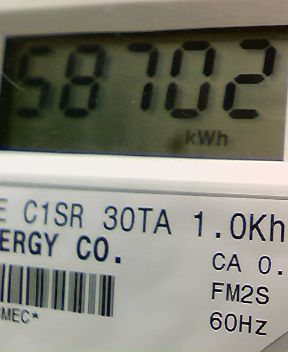 58702
kWh
E C1SR 30TA 1.0Kh
ERGY CO.
CA 0.
FM2S
MEC*
60Hz